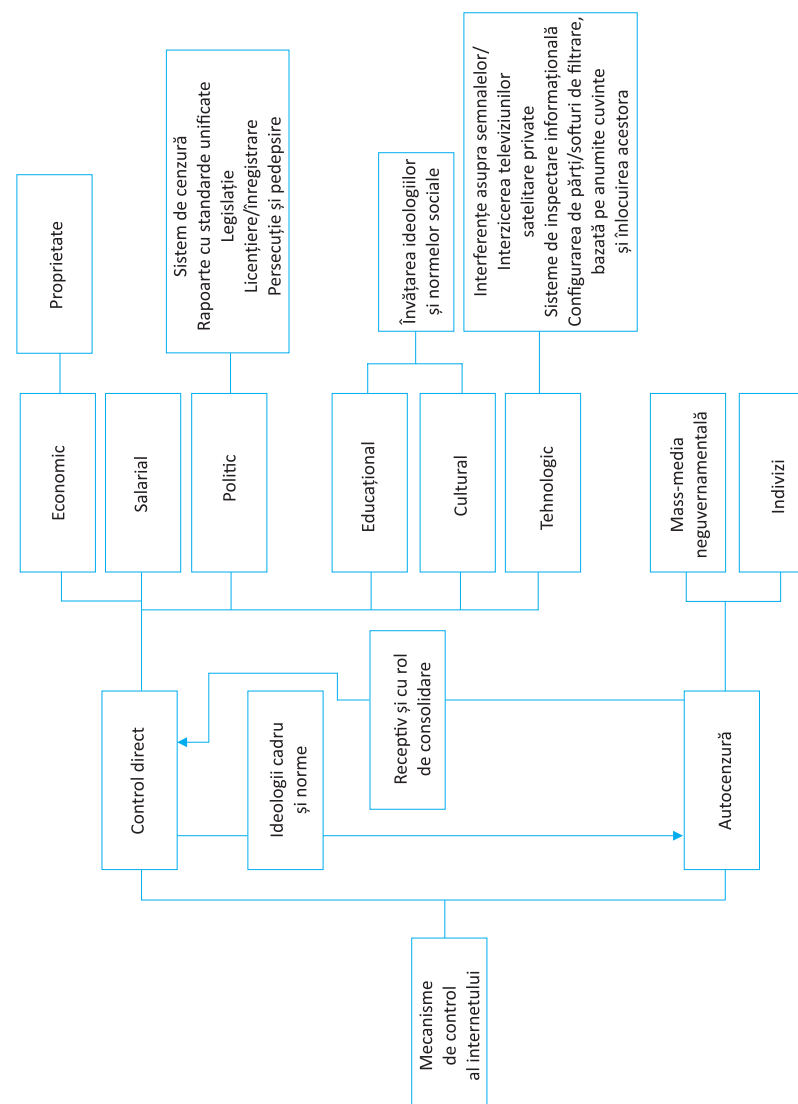 Mecanisme
de control
al internetului
Control direct
Ideologii cadru
și norme
Receptiv și cu rol
de consolidare
Autocenzură
Economic
Salarial
Politic
Educațional
Cultural
Tehnologic
Mass-media
neguvernamentală
Indivizi
Proprietate
Sistem de cenzură
Rapoarte cu standarde unificate
Legislație
Licențiere/înregistrare
Persecuție și pedepsire
Învățarea ideologiilor
și normelor sociale
Interferențe asupra semnalelor/
Interzicerea televiziunilor
satelitare private
Sisteme de inspectare informațională
Configurarea de părți/softuri de filtrare,
bazată pe anumite cuvinte
și înlocuirea acestora